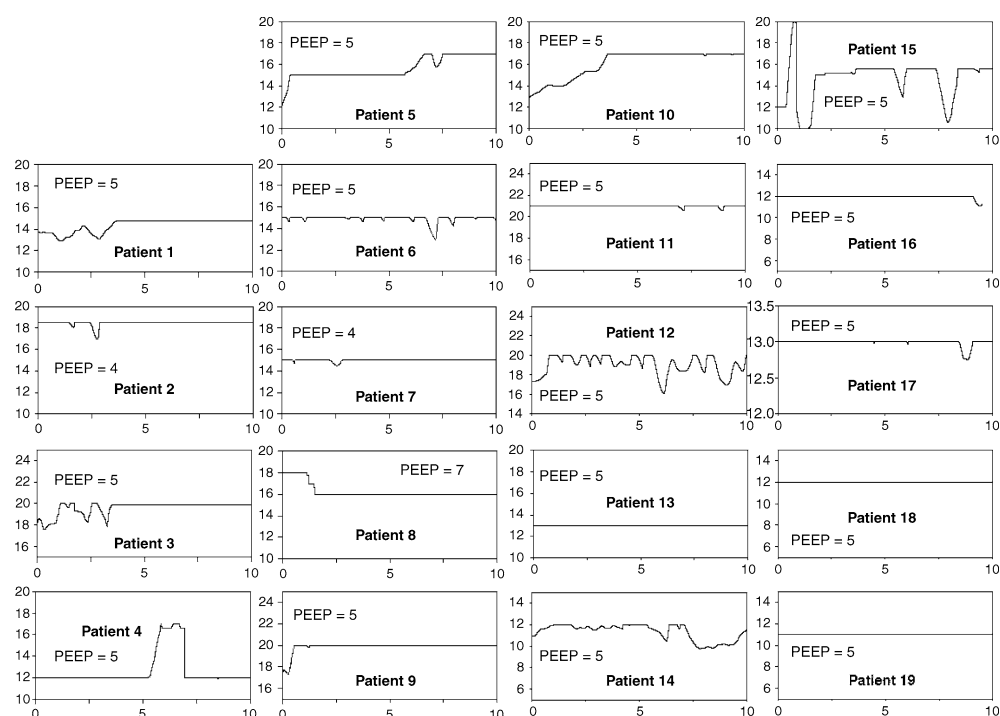 20
18
16
14
12
10
PEEP = 5
Patient 5
0 5 10
20
18
16
14
12
10
PEEP = 5
Patient 10
0 5 10
20
18
16
14
12
10
Patient 15
PEEP = 5
0 5 10
20
18
16
14
12
10
PEEP = 5
Patient 1
0 5 10
20
18
16
14
12
10
PEEP = 5
Patient 6
0 5 10
24
22
20
18
16
PEEP = 5
Patient 11
0 5 10
14
12
10
8
6
PEEP = 5
Patient 16
0 5 10
20
18
16
14
12
10
PEEP = 4
Patient 2
0 5 10
20
18
16
14
12
10
PEEP = 4
Patient 7
0 5 10
24
22
20
18
16
14
Patient 12
PEEP = 5
0 5 10
13.5
13.0
12.5
12.0
PEEP = 5
Patient 17
0 5 10
24
22
20
18
16
PEEP = 5
Patient 3
0 5 10
20
18
16
14
12
10
PEEP = 7
Patient 8
0 5 10
20
18
16
14
12
10
PEEP = 5
Patient 13
0 5 10
14
12
10
8
6
Patient 18
PEEP = 5
0 5 10
20
18
16
14
12
10
Patient 4
PEEP = 5
0 5 10
24
22
20
18
16
PEEP = 5
Patient 9
0 5 10
14
12
10
8
6
PEEP = 5
Patient 14
0 5 10
14
12
10
8
6
PEEP = 5
Patient 19
0 5 10